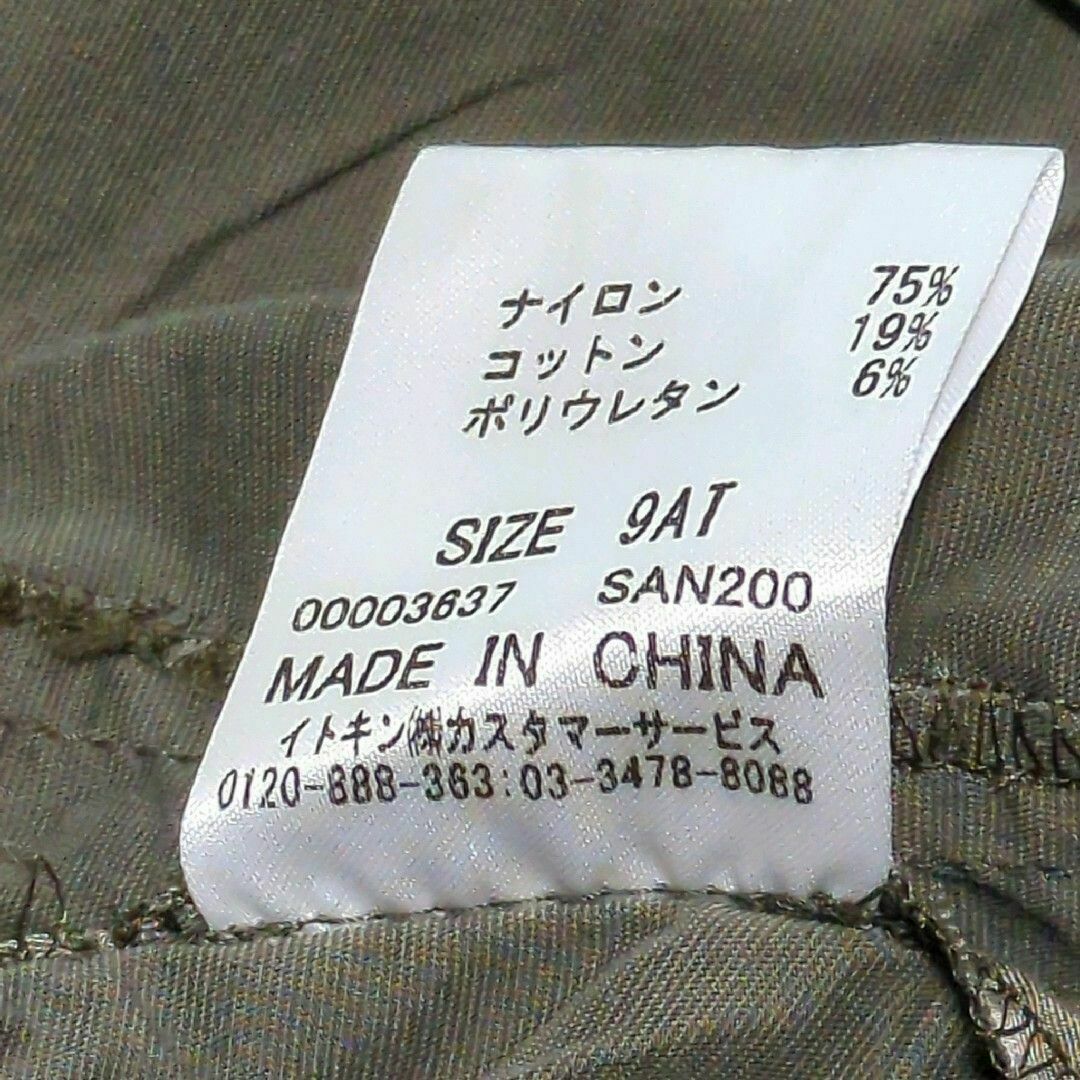 ナイロン 75%
コットン 19%
ポリウレタン 6%
SIZE 9AT
00003637 SAN200
MADE IN CHINA
イトキン㈱カスタマーサービス
0120-888-363:03-3478-8088